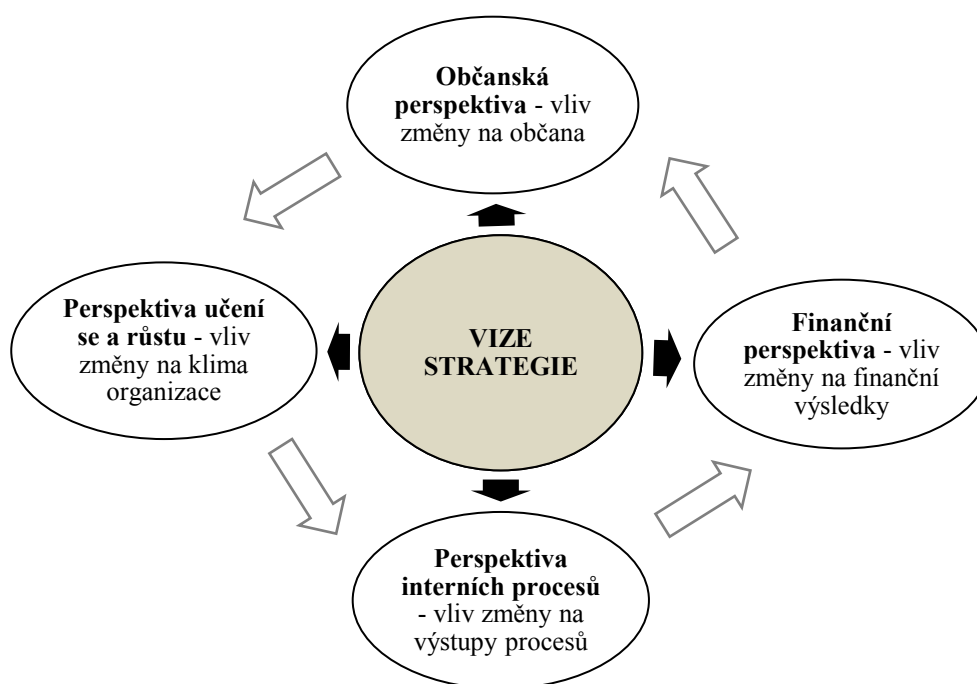 Občanská
perspektiva - vliv
změny na občana
Perspektiva učení
se a růstu - vliv
změny na klima
organizace
VIZE
STRATEGIE
Finanční
perspektiva - vliv
změny na finanční
výsledky
Perspektiva
interních procesů
- vliv změny na
výstupy procesů